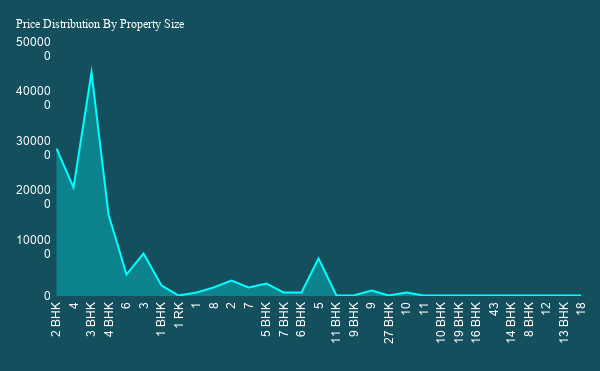 Price Distribution By Property Size
50000
0
40000
0
30000
0
20000
0
10000
0
0
2 BHK
4
3 BHK
4 BHK
6
3
1 BHK
1 RK
1
8
2
7
5 BHK
7 BHK
6 BHK
5
11 BHK
9 BHK
9
27 BHK
10
11
10 BHK
19 BHK
16 BHK
43
14 BHK
8 BHK
12
13 BHK
18